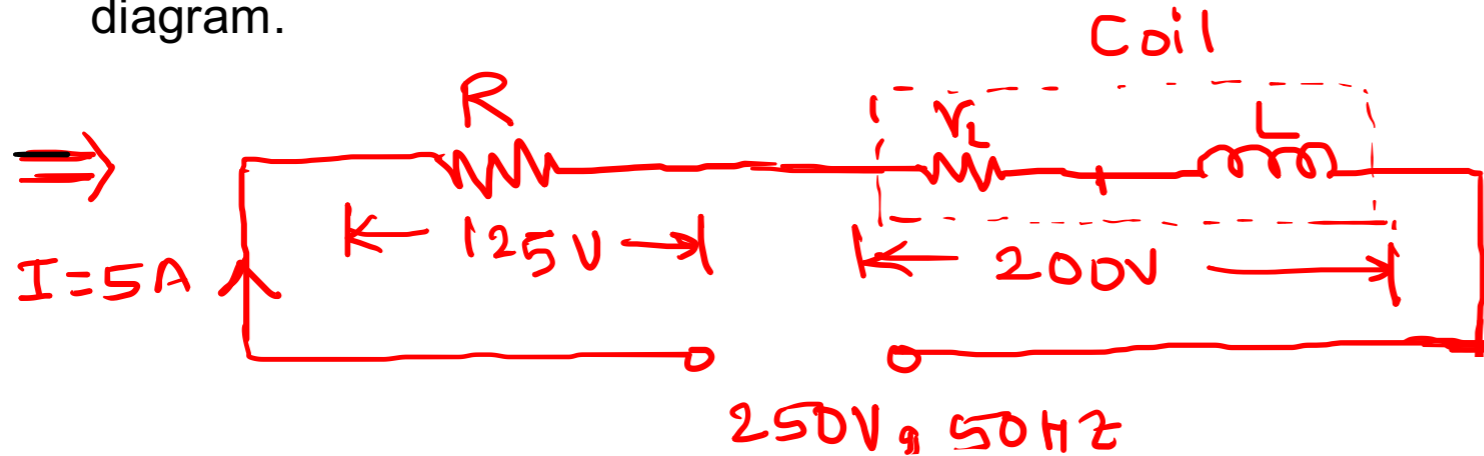 diagram.
Coil
R
r_L L
125V
200V
I=5A
250V, 50HZ